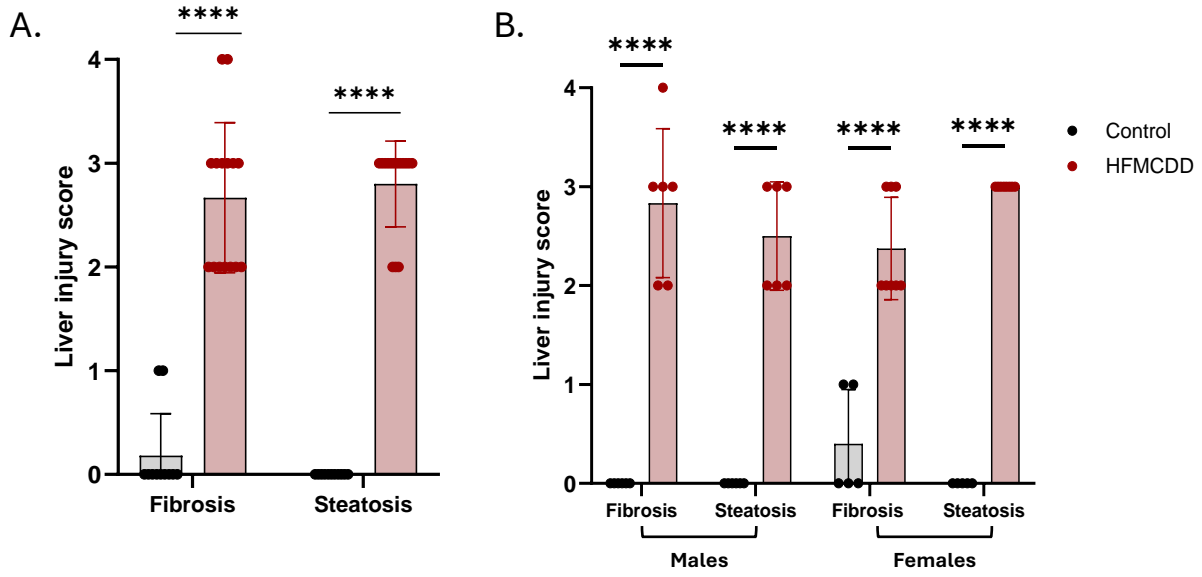 A.
****
****
4
3
2
1
0
Liver injury score
Fibrosis
Steatosis
B.
****
****
****
****
4
3
2
1
0
Liver injury score
Fibrosis
Steatosis
Fibrosis
Steatosis
Males
Females
Control
HFMCDD